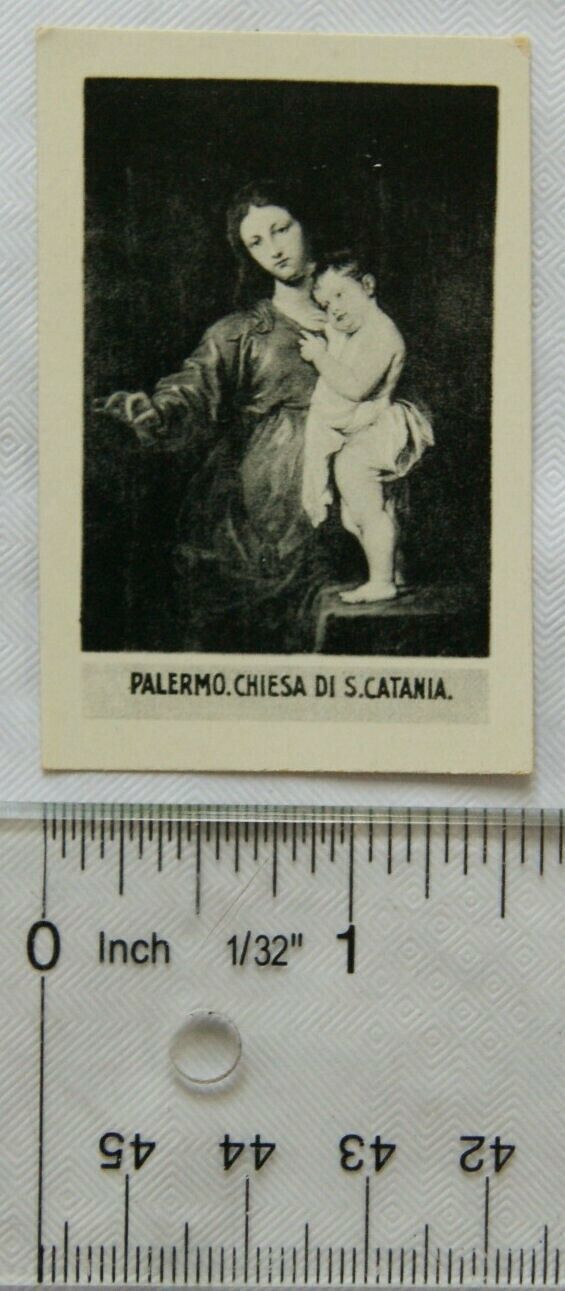 PALERMO.CHIESA DI S.CATANIA.
0 Inch 1/32" 1
45 44 43 42